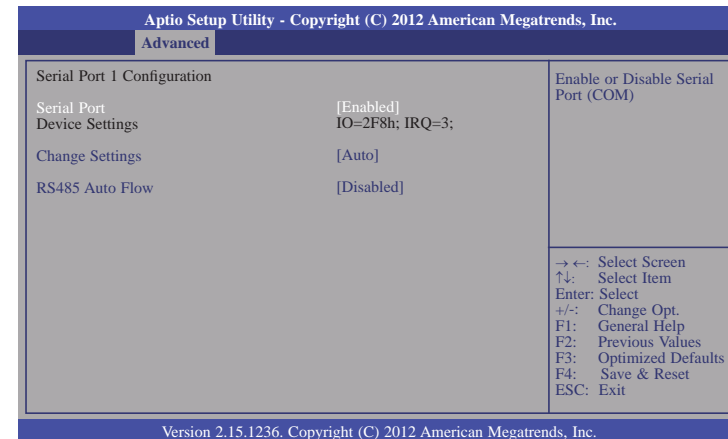 Aptio Setup Utility - Copyright (C) 2012 American Megatrends, Inc.
Advanced
Serial Port 1 Configuration
Serial Port [Enabled]
Device Settings IO=2F8h; IRQ=3;
Change Settings [Auto]
RS485 Auto Flow [Disabled]
Enable or Disable Serial
Port (COM)
→←: Select Screen
↑↓: Select Item
Enter: Select
+/-: Change Opt.
F1: General Help
F2: Previous Values
F3: Optimized Defaults
F4: Save & Reset
ESC: Exit
Version 2.15.1236. Copyright (C) 2012 American Megatrends, Inc.